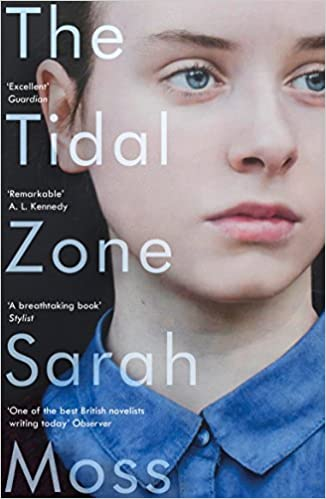 The
'Excellent'
Guardian
Tidal
'Remarkable'
A. L. Kennedy
Zone
'A breathtaking book'
Stylist
Sarah
'One of the best British novelists
writing today' Observer
Moss